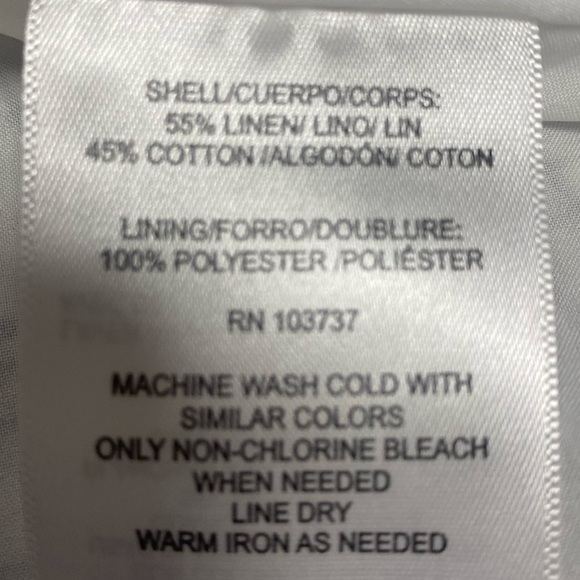 SHELL/CUERPO/CORPS:
55% LINEN/ LINO/ LIN
45% COTTON /ALGODÓN/ COTON
LINING/FORRO/DOUBLURE:
100% POLYESTER /POLIÉSTER
RN 103737
MACHINE WASH COLD WITH
SIMILAR COLORS
ONLY NON-CHLORINE BLEACH
WHEN NEEDED
LINE DRY
WARM IRON AS NEEDED